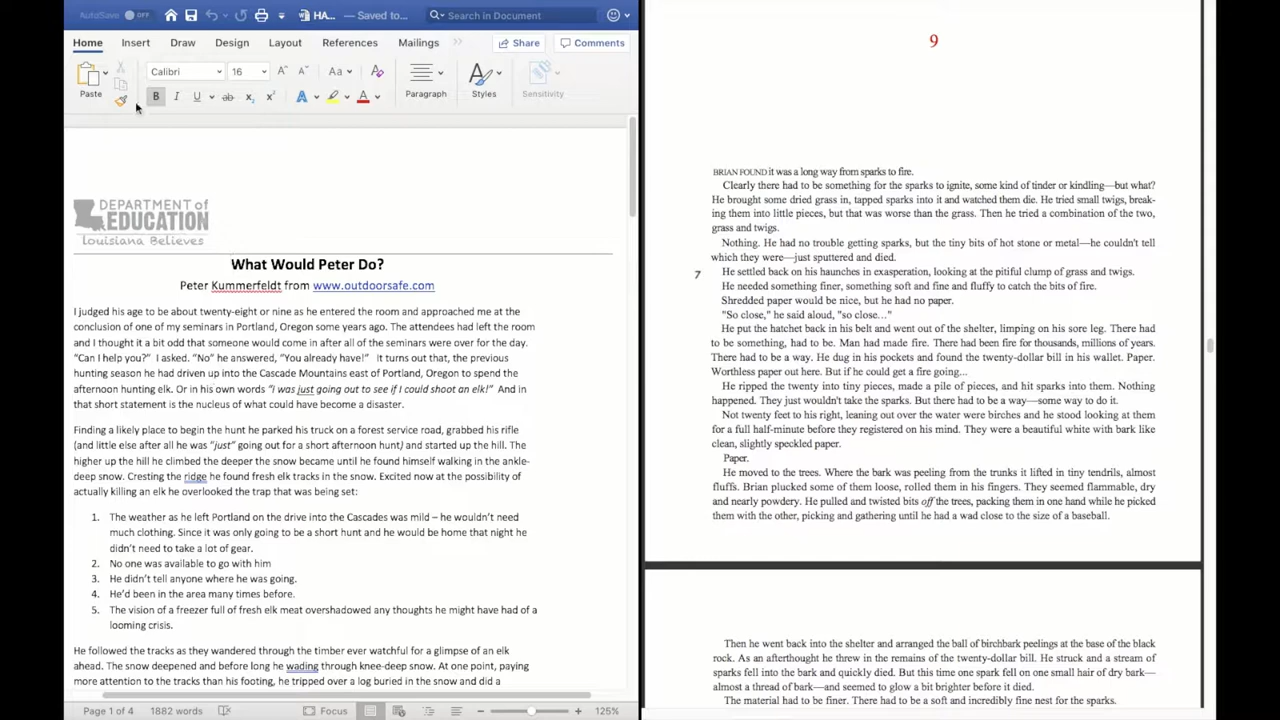 AutoSave OFF HA... — Saved to... Search in Document
Home Insert Draw Design Layout References Mailings Share Comments
Paste Calibri 16 Aa Paragraph Styles Sensitivity
DEPARTMENT of
EDUCATION
Louisiana Believes
What Would Peter Do?
Peter Kummerfeldt from www.outdoorsafe.com
I judged his age to be about twenty-eight or nine as he entered the room and approached me at the
conclusion of one of my seminars in Portland, Oregon some years ago. The attendees had left the room
and I thought it a bit odd that someone would come in after all of the seminars were over for the day.
“Can I help you?” I asked. “No” he answered, “You already have!” It turns out that, the previous
hunting season he had driven up into the Cascade Mountains east of Portland, Oregon to spend the
afternoon hunting elk. Or in his own words “I was just going out to see if I could shoot an elk!” And in
that short statement is the nucleus of what could have become a disaster.
Finding a likely place to begin the hunt he parked his truck on a forest service road, grabbed his rifle
(and little else after all he was “just” going out for a short afternoon hunt) and started up the hill. The
higher up the hill he climbed the deeper the snow became until he found himself walking in the ankle-
deep snow. Cresting the ridge he found fresh elk tracks in the snow. Excited now at the possibility of
actually killing an elk he overlooked the trap that was being set:
1. The weather as he left Portland on the drive into the Cascades was mild – he wouldn’t need
much clothing. Since it was only going to be a short hunt and he would be home that night he
didn’t need to take a lot of gear.
2. No one was available to go with him
3. He didn’t tell anyone where he was going.
4. He’d been in the area many times before.
5. The vision of a freezer full of fresh elk meat overshadowed any thoughts he might have had of a
looming crisis.
He followed the tracks as they wandered through the timber ever watchful for a glimpse of an elk
ahead. The snow deepened and before long he wading through knee-deep snow. At one point, paying
more attention to the tracks than his footing, he tripped over a log buried in the snow and did a
Page 1 of 4 1882 words Focus 125%
9
BRIAN FOUND it was a long way from sparks to fire.
Clearly there had to be something for the sparks to ignite, some kind of tinder or kindling—but what?
He brought some dried grass in, tapped sparks into it and watched them die. He tried small twigs, break-
ing them into little pieces, but that was worse than the grass. Then he tried a combination of the two,
grass and twigs.
Nothing. He had no trouble getting sparks, but the tiny bits of hot stone or metal—he couldn't tell
which they were—just sputtered and died.
7 He settled back on his haunches in exasperation, looking at the pitiful clump of grass and twigs.
He needed something finer, something soft and fine and fluffy to catch the bits of fire.
Shredded paper would be nice, but he had no paper.
"So close," he said aloud, "so close..."
He put the hatchet back in his belt and went out of the shelter, limping on his sore leg. There had
to be something, had to be. Man had made fire. There had been fire for thousands, millions of years.
There had to be a way. He dug in his pockets and found the twenty-dollar bill in his wallet. Paper.
Worthless paper out here. But if he could get a fire going...
He ripped the twenty into tiny pieces, made a pile of pieces, and hit sparks into them. Nothing
happened. They just wouldn't take the sparks. But there had to be a way—some way to do it.
Not twenty feet to his right, leaning out over the water were birches and he stood looking at them
for a full half-minute before they registered on his mind. They were a beautiful white with bark like
clean, slightly speckled paper.
Paper.
He moved to the trees. Where the bark was peeling from the trunks it lifted in tiny tendrils, almost
fluffs. Brian plucked some of them loose, rolled them in his fingers. They seemed flammable, dry
and nearly powdery. He pulled and twisted bits off the trees, packing them in one hand while he picked
them with the other, picking and gathering until he had a wad close to the size of a baseball.
Then he went back into the shelter and arranged the ball of birchbark peelings at the base of the black
rock. As an afterthought he threw in the remains of the twenty-dollar bill. He struck and a stream of
sparks fell into the bark and quickly died. But this time one spark fell on one small hair of dry bark—
almost a thread of bark—and seemed to glow a bit brighter before it died.
The material had to be finer. There had to be a soft and incredibly fine nest for the sparks.